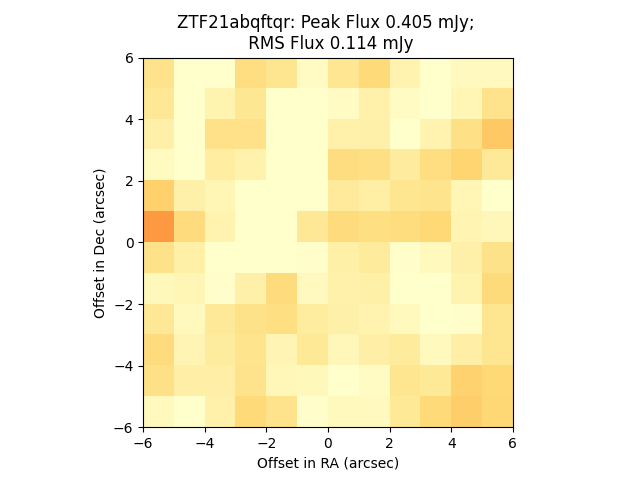 ZTF21abqftqr: Peak Flux 0.405 mJy;
RMS Flux 0.114 mJy
6
4
2
0
−2
−4
−6
Offset in Dec (arcsec)
−6 −4 −2 0 2 4 6
Offset in RA (arcsec)